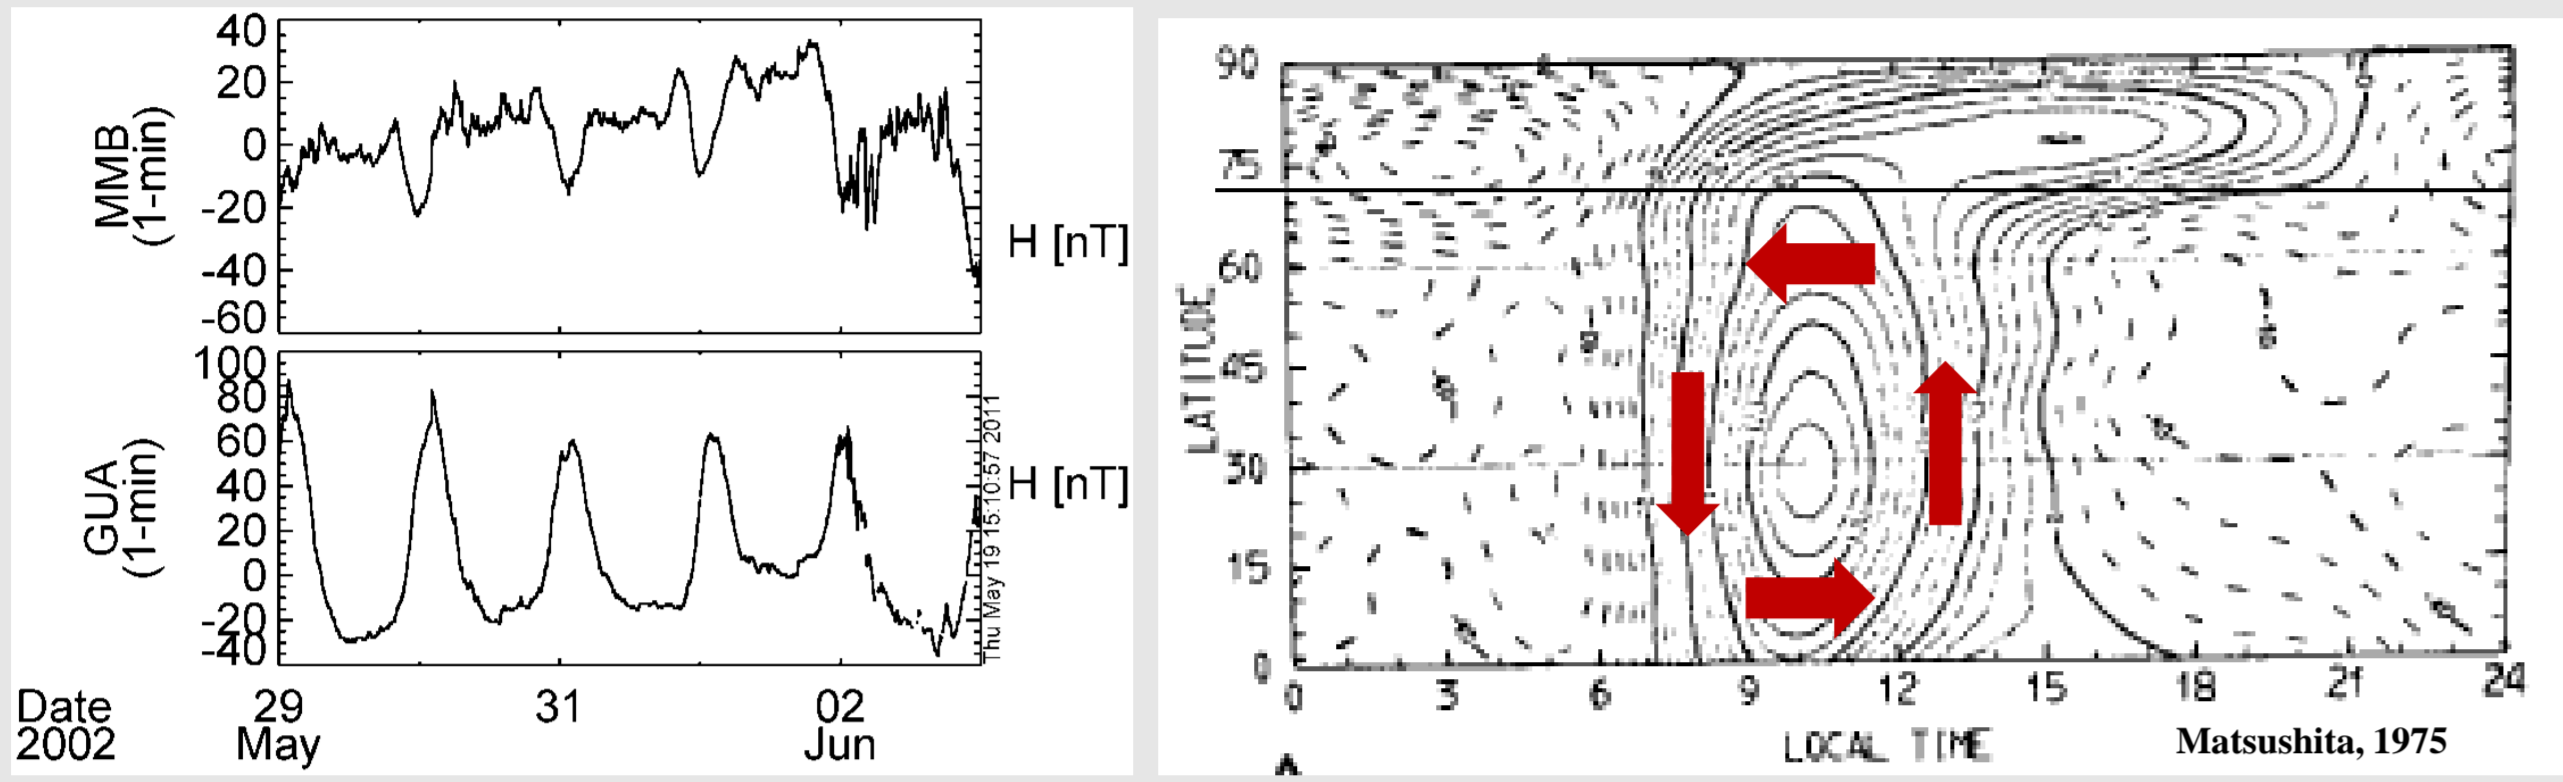 40
20
0
-20
-40
-60
MMB
(1-min)
H [nT]
100
80
60
40
20
0
-20
-40
GUA
(1-min)
H [nT]
Thu May 19 15:10:57 2011
Date 29 31 02
2002 May Jun
90
75
60
45
30
15
0
LATITUDE
0 3 6 9 12 15 18 21 24
LOCAL TIME
Matsushita, 1975
A